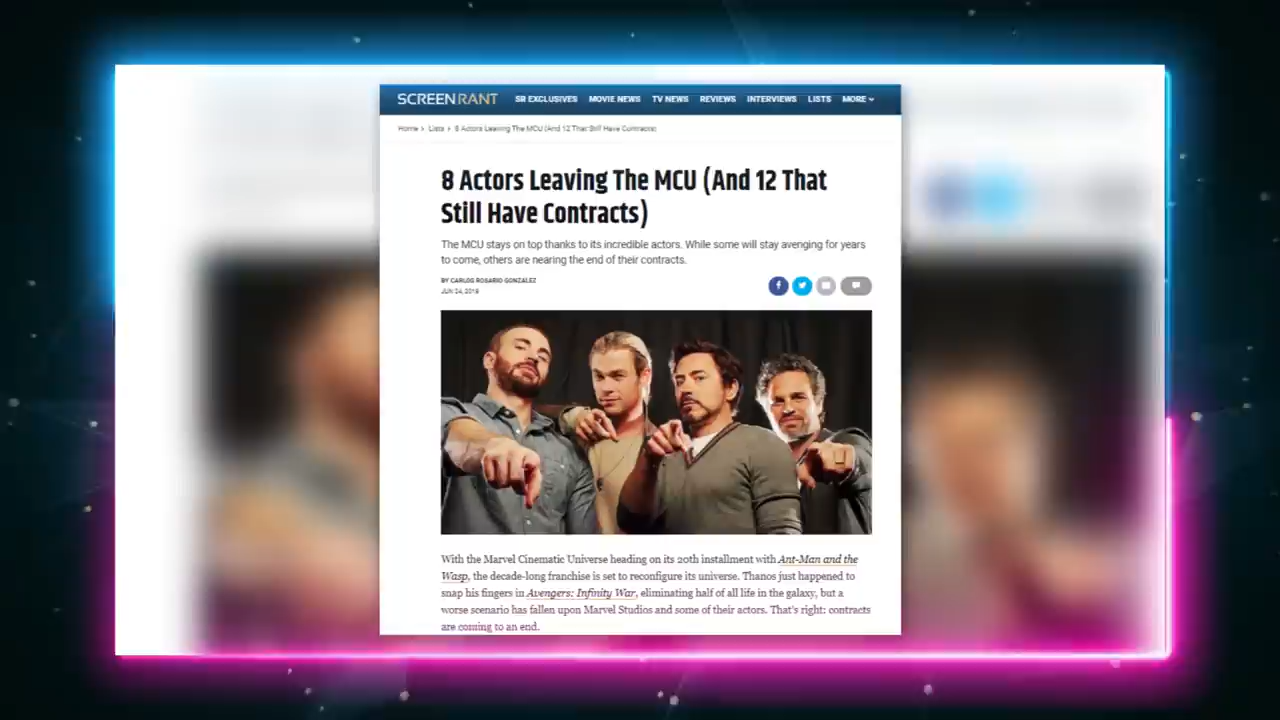 SCREENRANT SR EXCLUSIVES MOVIE NEWS TV NEWS REVIEWS INTERVIEWS LISTS MORE
Home > Lists > 8 Actors Leaving The MCU (And 12 That Still Have Contracts)
8 Actors Leaving The MCU (And 12 That
Still Have Contracts)
The MCU stays on top thanks to its incredible actors. While some will stay avenging for years
to come, others are nearing the end of their contracts.
BY CARLOS ROSARIO GONZALEZ
JUN 24, 2018
With the Marvel Cinematic Universe heading on its 20th installment with Ant-Man and the
Wasp, the decade-long franchise is set to reconfigure its universe. Thanos just happened to
snap his fingers in Avengers: Infinity War, eliminating half of all life in the galaxy, but a
worse scenario has fallen upon Marvel Studios and some of their actors. That's right: contracts
are coming to an end.